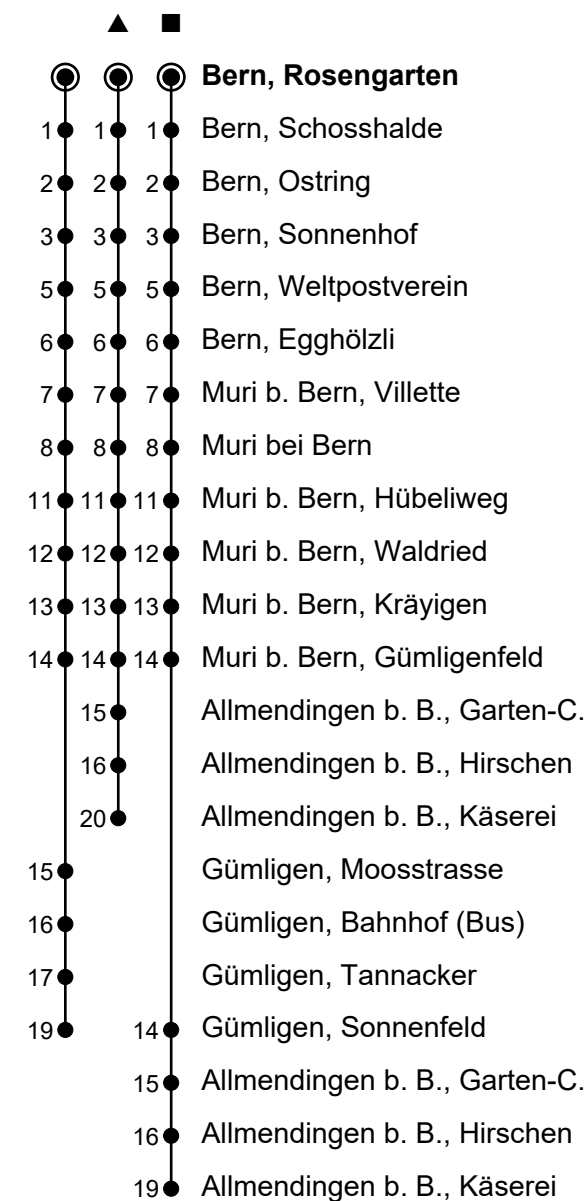 ▲ ■
Bern, Rosengarten
1 1 1 Bern, Schosshalde
2 2 2 Bern, Ostring
3 3 3 Bern, Sonnenhof
5 5 5 Bern, Weltpostverein
6 6 6 Bern, Egghölzli
7 7 7 Muri b. Bern, Villette
8 8 8 Muri bei Bern
11 11 11 Muri b. Bern, Hübeliweg
12 12 12 Muri b. Bern, Waldried
13 13 13 Muri b. Bern, Kräyigen
14 14 14 Muri b. Bern, Gümligenfeld
15 Allmendingen b. B., Garten-C.
16 Allmendingen b. B., Hirschen
20 Allmendingen b. B., Käserei
15 Gümligen, Moosstrasse
16 Gümligen, Bahnhof (Bus)
17 Gümligen, Tannacker
19 14 Gümligen, Sonnenfeld
15 Allmendingen b. B., Garten-C.
16 Allmendingen b. B., Hirschen
19 Allmendingen b. B., Käserei